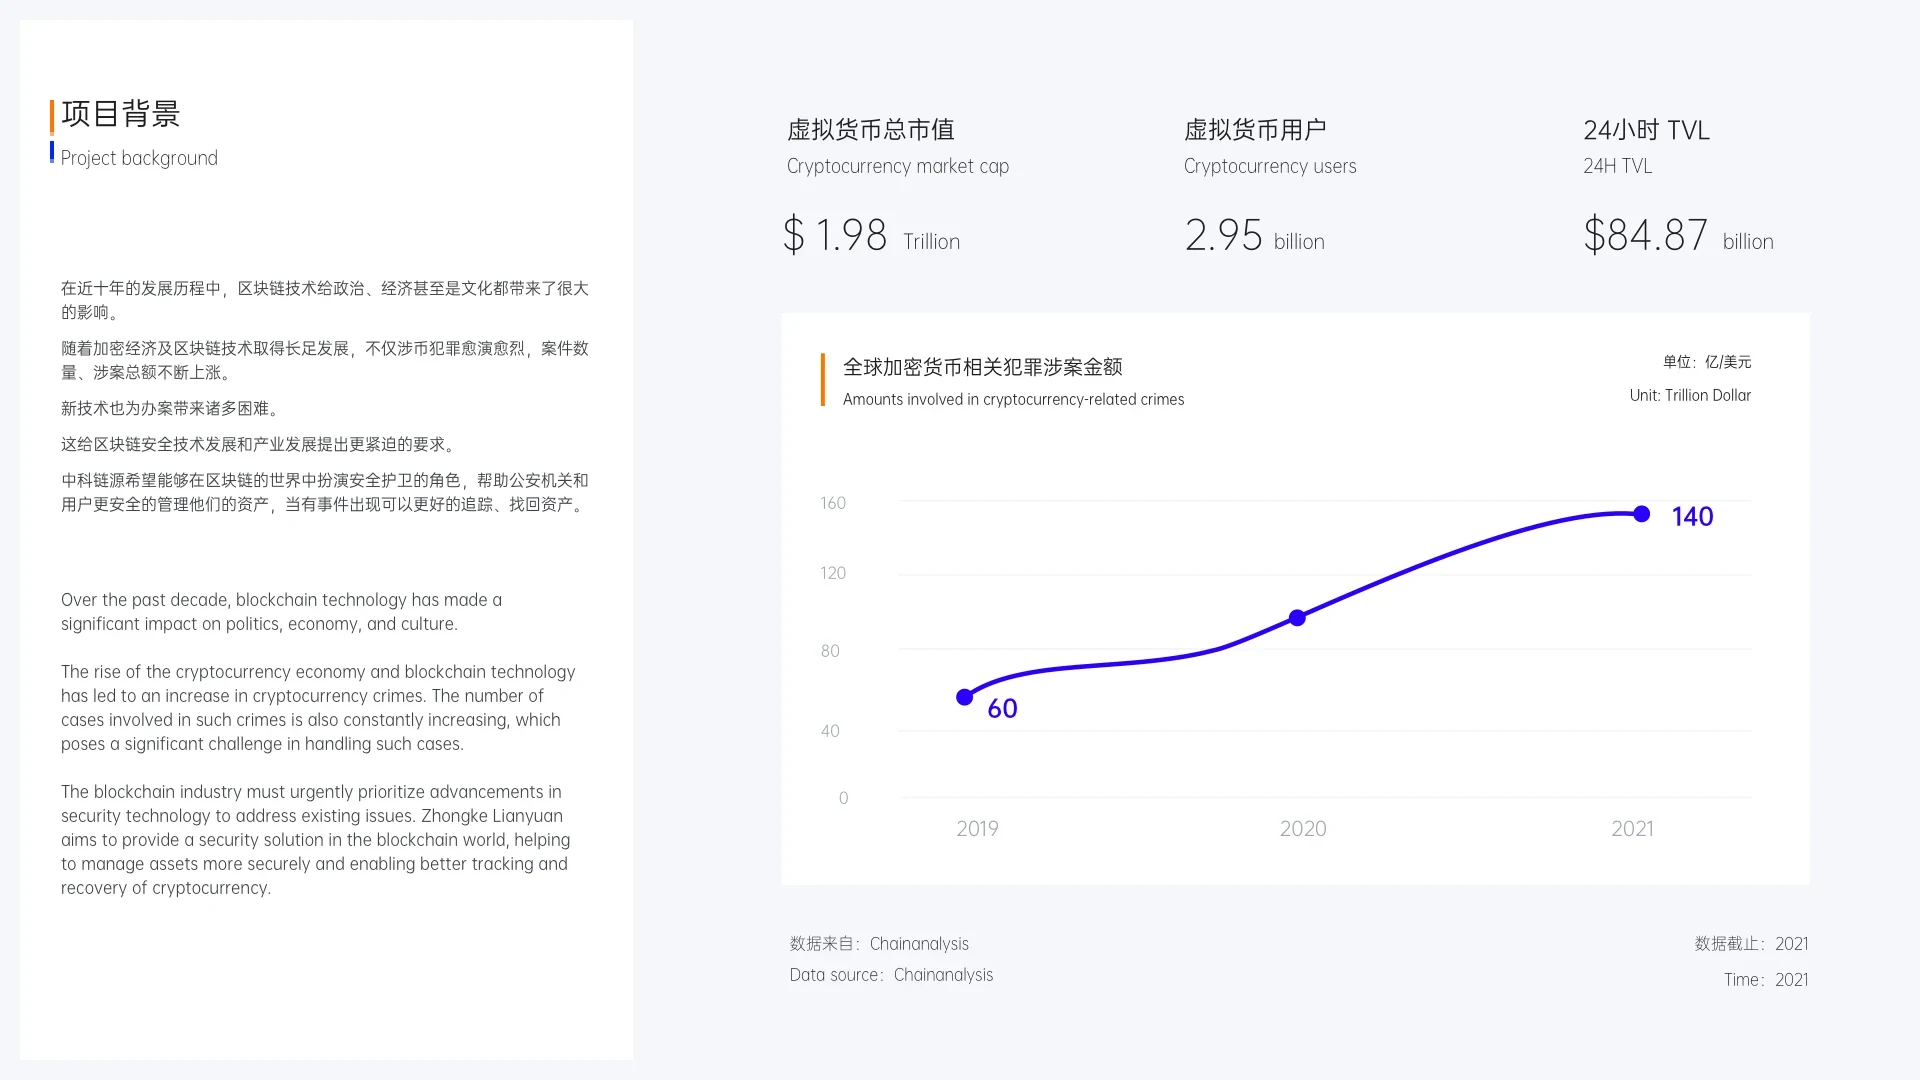 项目背景
Project background
在近十年的发展历程中，区块链技术给政治、经济甚至是文化都带来了很大
的影响。
随着加密经济及区块链技术取得长足发展，不仅涉币犯罪愈演愈烈，案件数
量、涉案总额不断上涨。
新技术也为办案带来诸多困难。
这给区块链安全技术发展和产业发展提出更紧迫的要求。
中科链源希望能够在区块链的世界中扮演安全护卫的角色，帮助公安机关和
用户更安全的管理他们的资产，当有事件出现可以更好的追踪、找回资产。
Over the past decade, blockchain technology has made a
significant impact on politics, economy, and culture.
The rise of the cryptocurrency economy and blockchain technology
has led to an increase in cryptocurrency crimes. The number of
cases involved in such crimes is also constantly increasing, which
poses a significant challenge in handling such cases.
The blockchain industry must urgently prioritize advancements in
security technology to address existing issues. Zhongke Lianyuan
aims to provide a security solution in the blockchain world, helping
to manage assets more securely and enabling better tracking and
recovery of cryptocurrency.
虚拟货币总市值
Cryptocurrency market cap
$ 1.98 Trillion
虚拟货币用户
Cryptocurrency users
2.95 billion
24小时 TVL
24H TVL
$84.87 billion
全球加密货币相关犯罪涉案金额
Amounts involved in cryptocurrency-related crimes
单位：亿/美元
Unit: Trillion Dollar
160
120
80
40
0
60
140
2019
2020
2021
数据来自：Chainanalysis
Data source：Chainanalysis
数据截止：2021
Time：2021